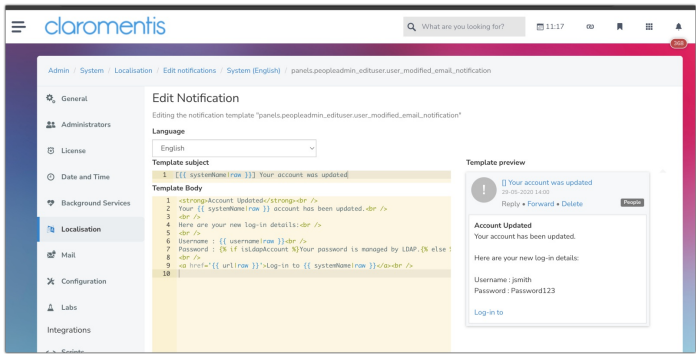 claromentis
What are you looking for?
11:17
368
Admin / System / Localisation / Edit notifications / System (English) / panels.peopleadmin_edituser.user_modified_email_notification
General
Administrators
License
Date and Time
Background Services
Localisation
Mail
Configuration
Labs
Integrations
Scripts
Edit Notification
Editing the notification template "panels.peopleadmin_edituser.user_modified_email_notification"
Language
English
Template subject
1 [{{ systemName|raw }}] Your account was updated
Template Body
1 <strong>Account Updated</strong><br />
2 Your {{ systemName|raw }} account has been updated.<br />
3 <br />
4 Here are your new log-in details:<br />
5 <br />
6 Username : {{ username|raw }}<br />
7 Password : {% if isLdapAccount %}Your password is managed by LDAP.{% else
8 <br />
9 <a href="{{ url|raw }}">Log-in to {{ systemName|raw }}</a><br />
10
Template preview
[] Your account was updated
29-05-2020 14:00
Reply • Forward • Delete
People
Account Updated
Your account has been updated.
Here are your new log-in details:
Username : jsmith
Password : Password123
Log-in to